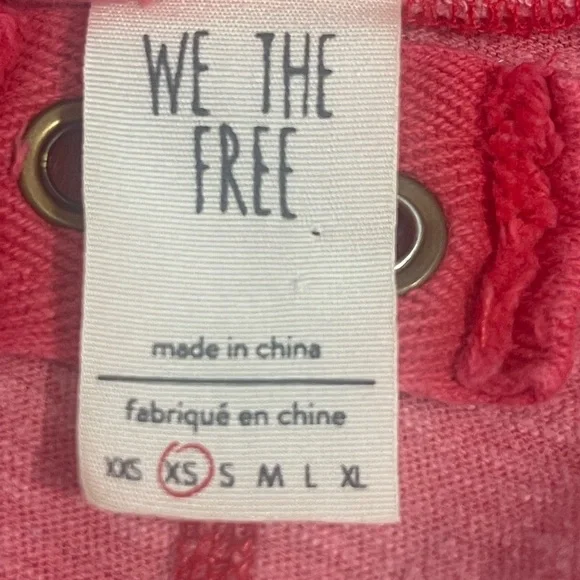 WE THE
FREE
made in china
fabriqué en chine
XXS XS S M L XL